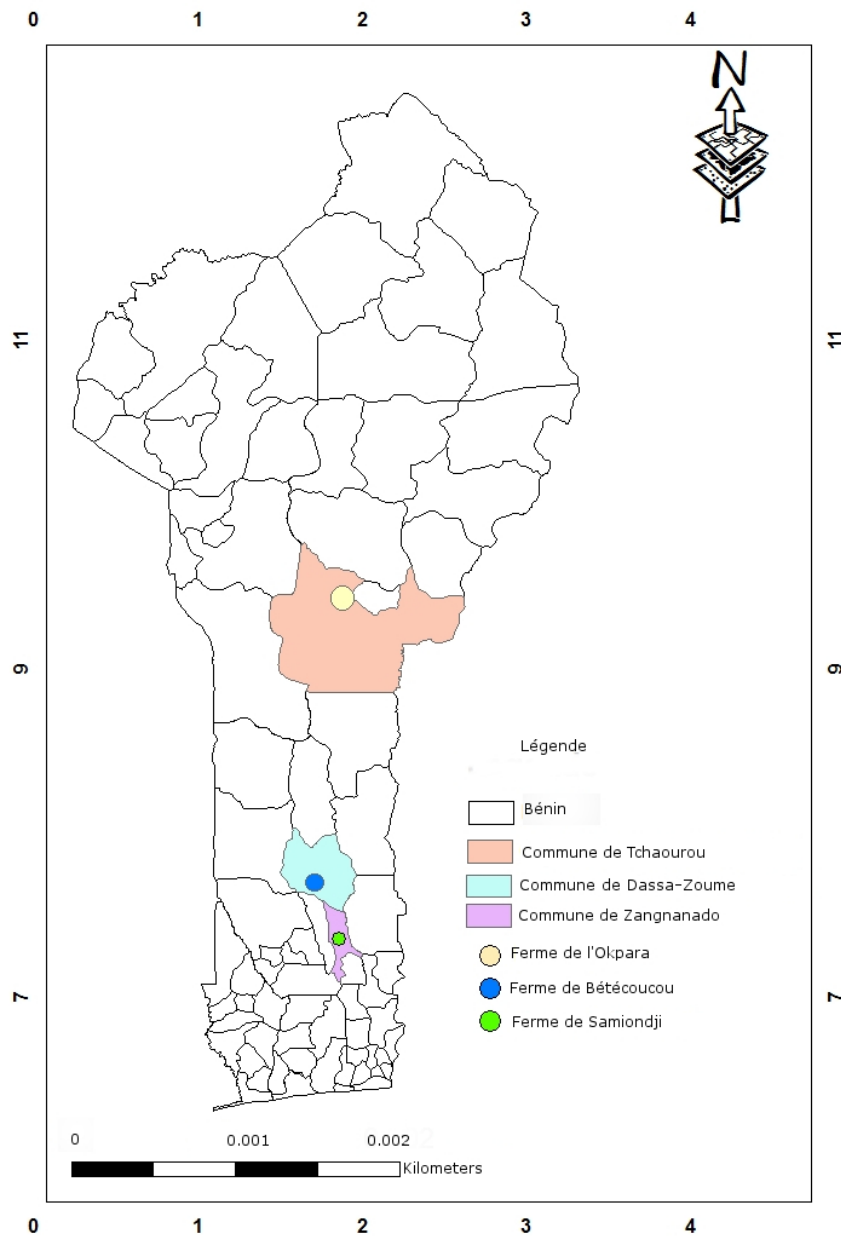 0 1 2 3 4
N
11 11
9 9
Légende
Bénin
Commune de Tchaourou
Commune de Dassa-Zoume
Commune de Zangnanado
Ferme de l'Okpara
Ferme de Bétécoucou
Ferme de Samiondji
7 7
0 0.001 0.002
Kilometers
0 1 2 3 4